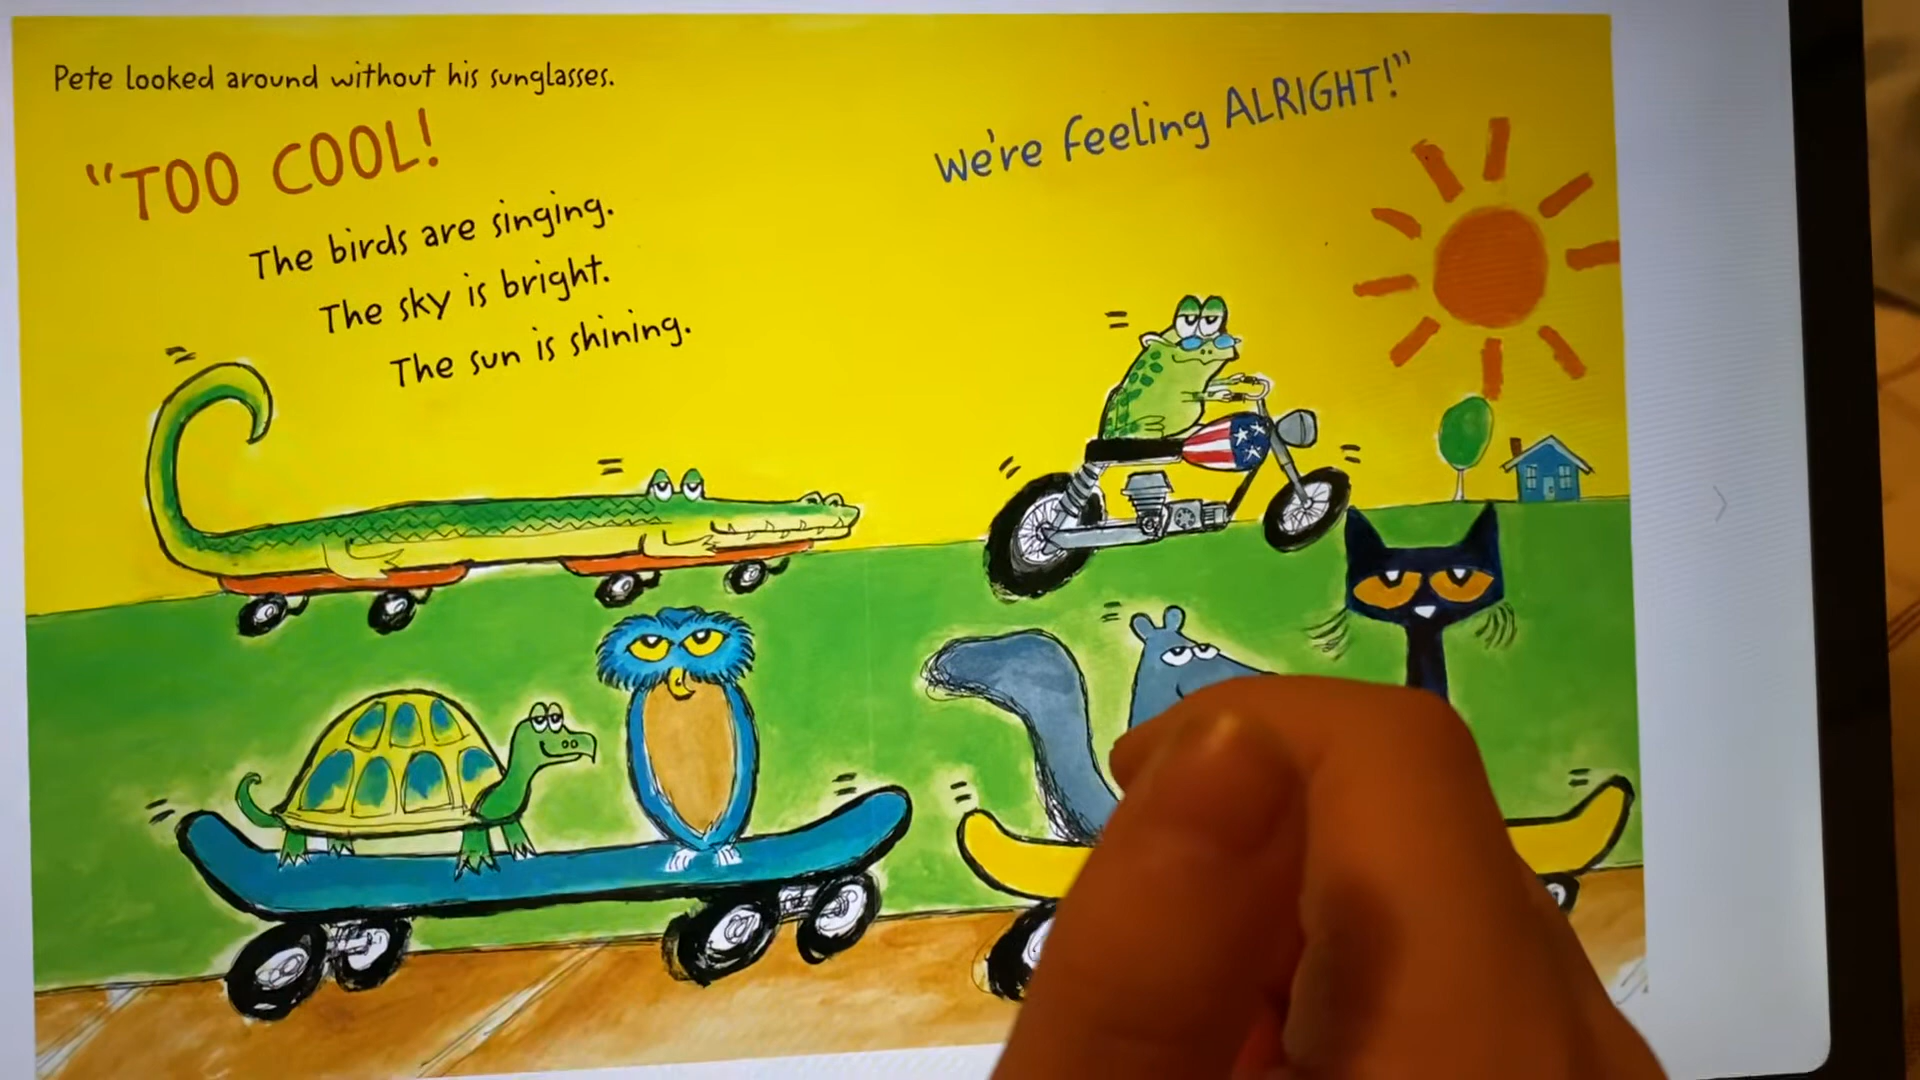 Pete looked around without his sunglasses.
"TOO COOL!
The birds are singing.
The sky is bright.
The sun is shining.
We're feeling ALRIGHT!"